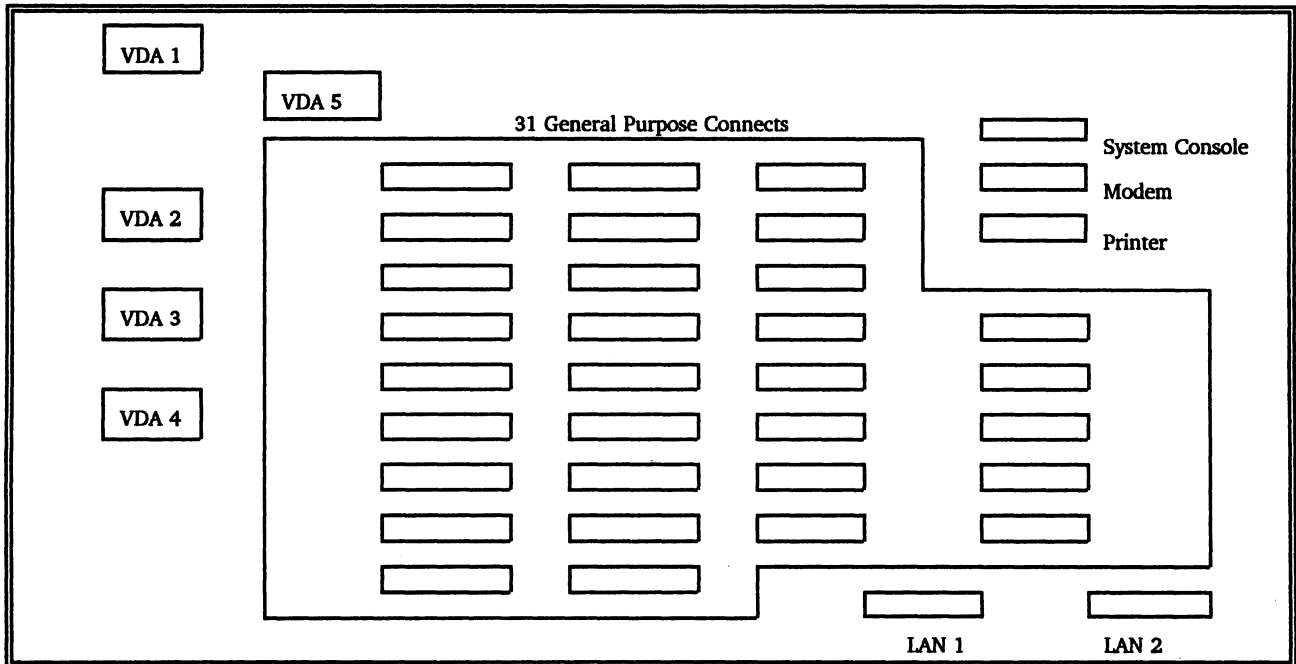 VDA 1
VDA 5
31 General Purpose Connects
System Console
Modem
Printer
VDA 2
VDA 3
VDA 4
LAN 1
LAN 2